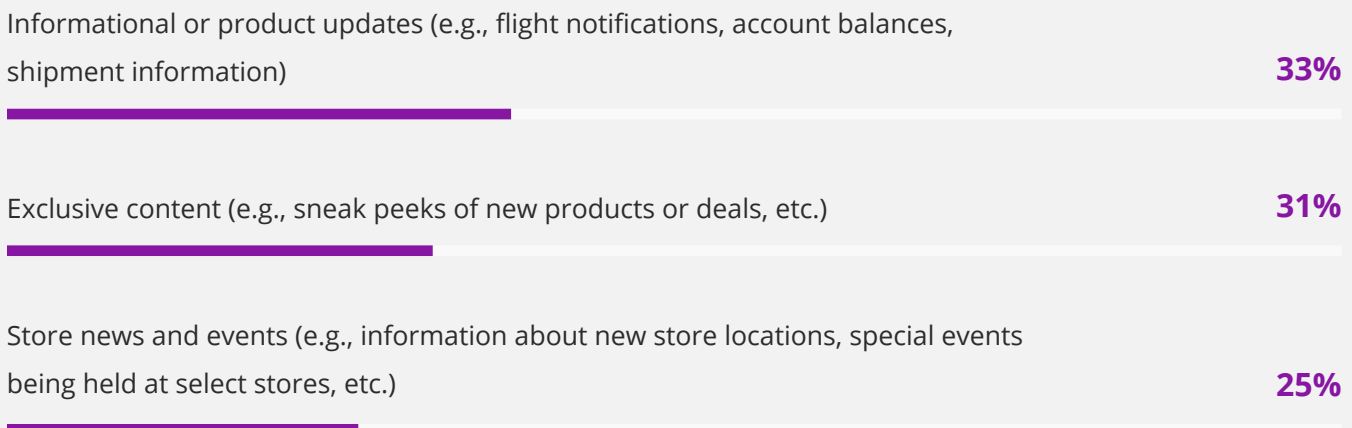 Informational or product updates (e.g., flight notifications, account balances,
shipment information) 33%
Exclusive content (e.g., sneak peeks of new products or deals, etc.) 31%
Store news and events (e.g., information about new store locations, special events
being held at select stores, etc.) 25%